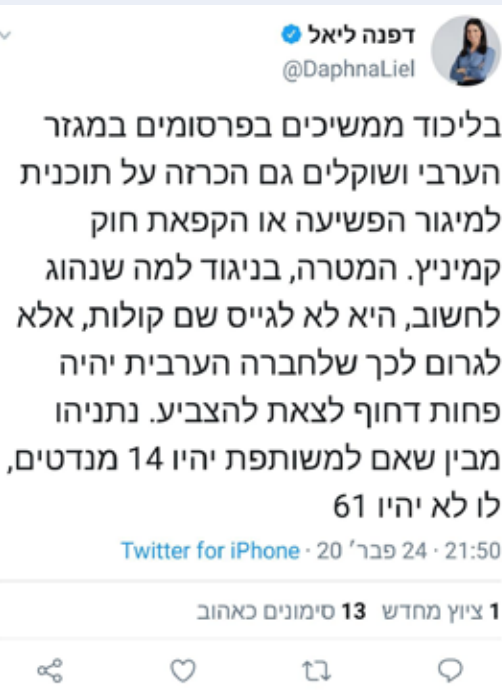 דפנה ליאל
@DaphnaLiel
בליכוד ממשיכים בפרסומים במגזר
הערבי ושוקלים גם הכרזה על תוכנית
למיגור הפשיעה או הקפאת חוק
קמיניץ. המטרה, בניגוד למה שנהוג
לחשוב, היא לא לגייס שם קולות, אלא
לגרום לכך שלחברה הערבית יהיה
פחות דחוף לצאת להצביע. נתניהו
מבין שאם למשותפת יהיו 14 מנדטים,
לו לא יהיו 61
21:50 · 24 פבר׳ 20 · Twitter for iPhone
1 ציוץ מחדש 13 סימונים כאהוב